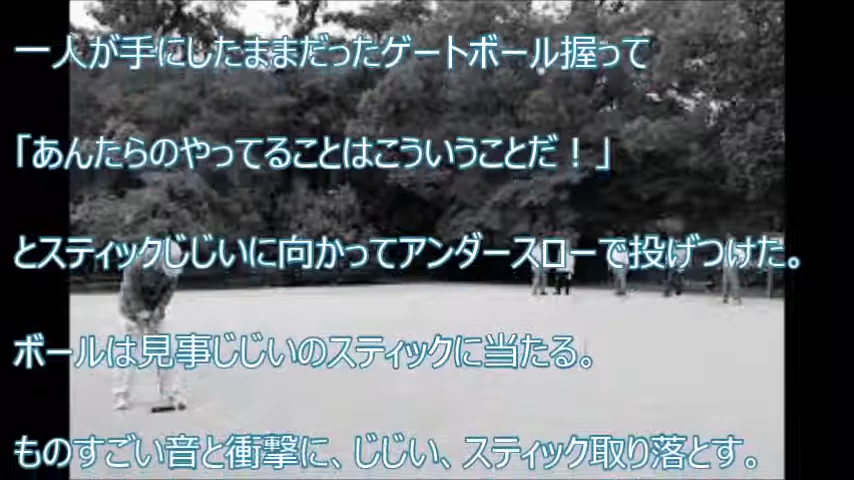 一人が手にしたままだったゲートボール握って
「あんたらのやってることはこういうことだ！」
とスティックじじいに向かってアンダースローで投げつけた。
ボールは見事じじいのスティックに当たる。
ものすごい音と衝撃に、じじい、スティック取り落とす。